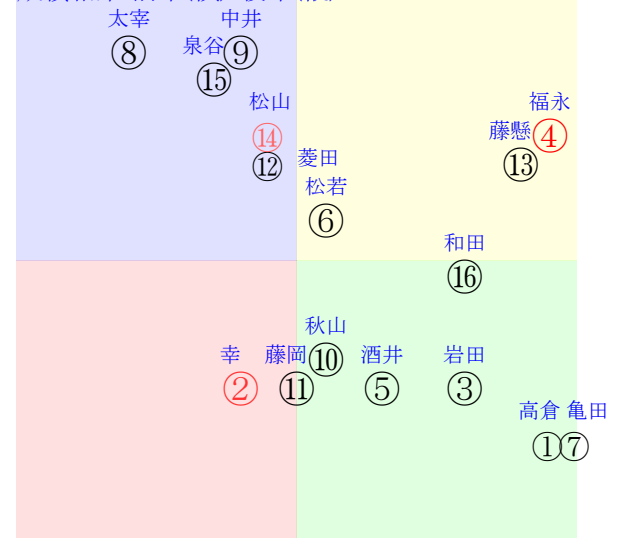 太宰 中井
泉谷 ⑧ ⑨
⑮
松山 福永
⑭ 藤懸 ④
⑫ 菱田 ⑬
松若
⑥
和田
⑯
秋山
幸 藤岡 ⑩ 酒井 岩田
② ⑪ ⑤ ③
高倉 亀田
① ⑦